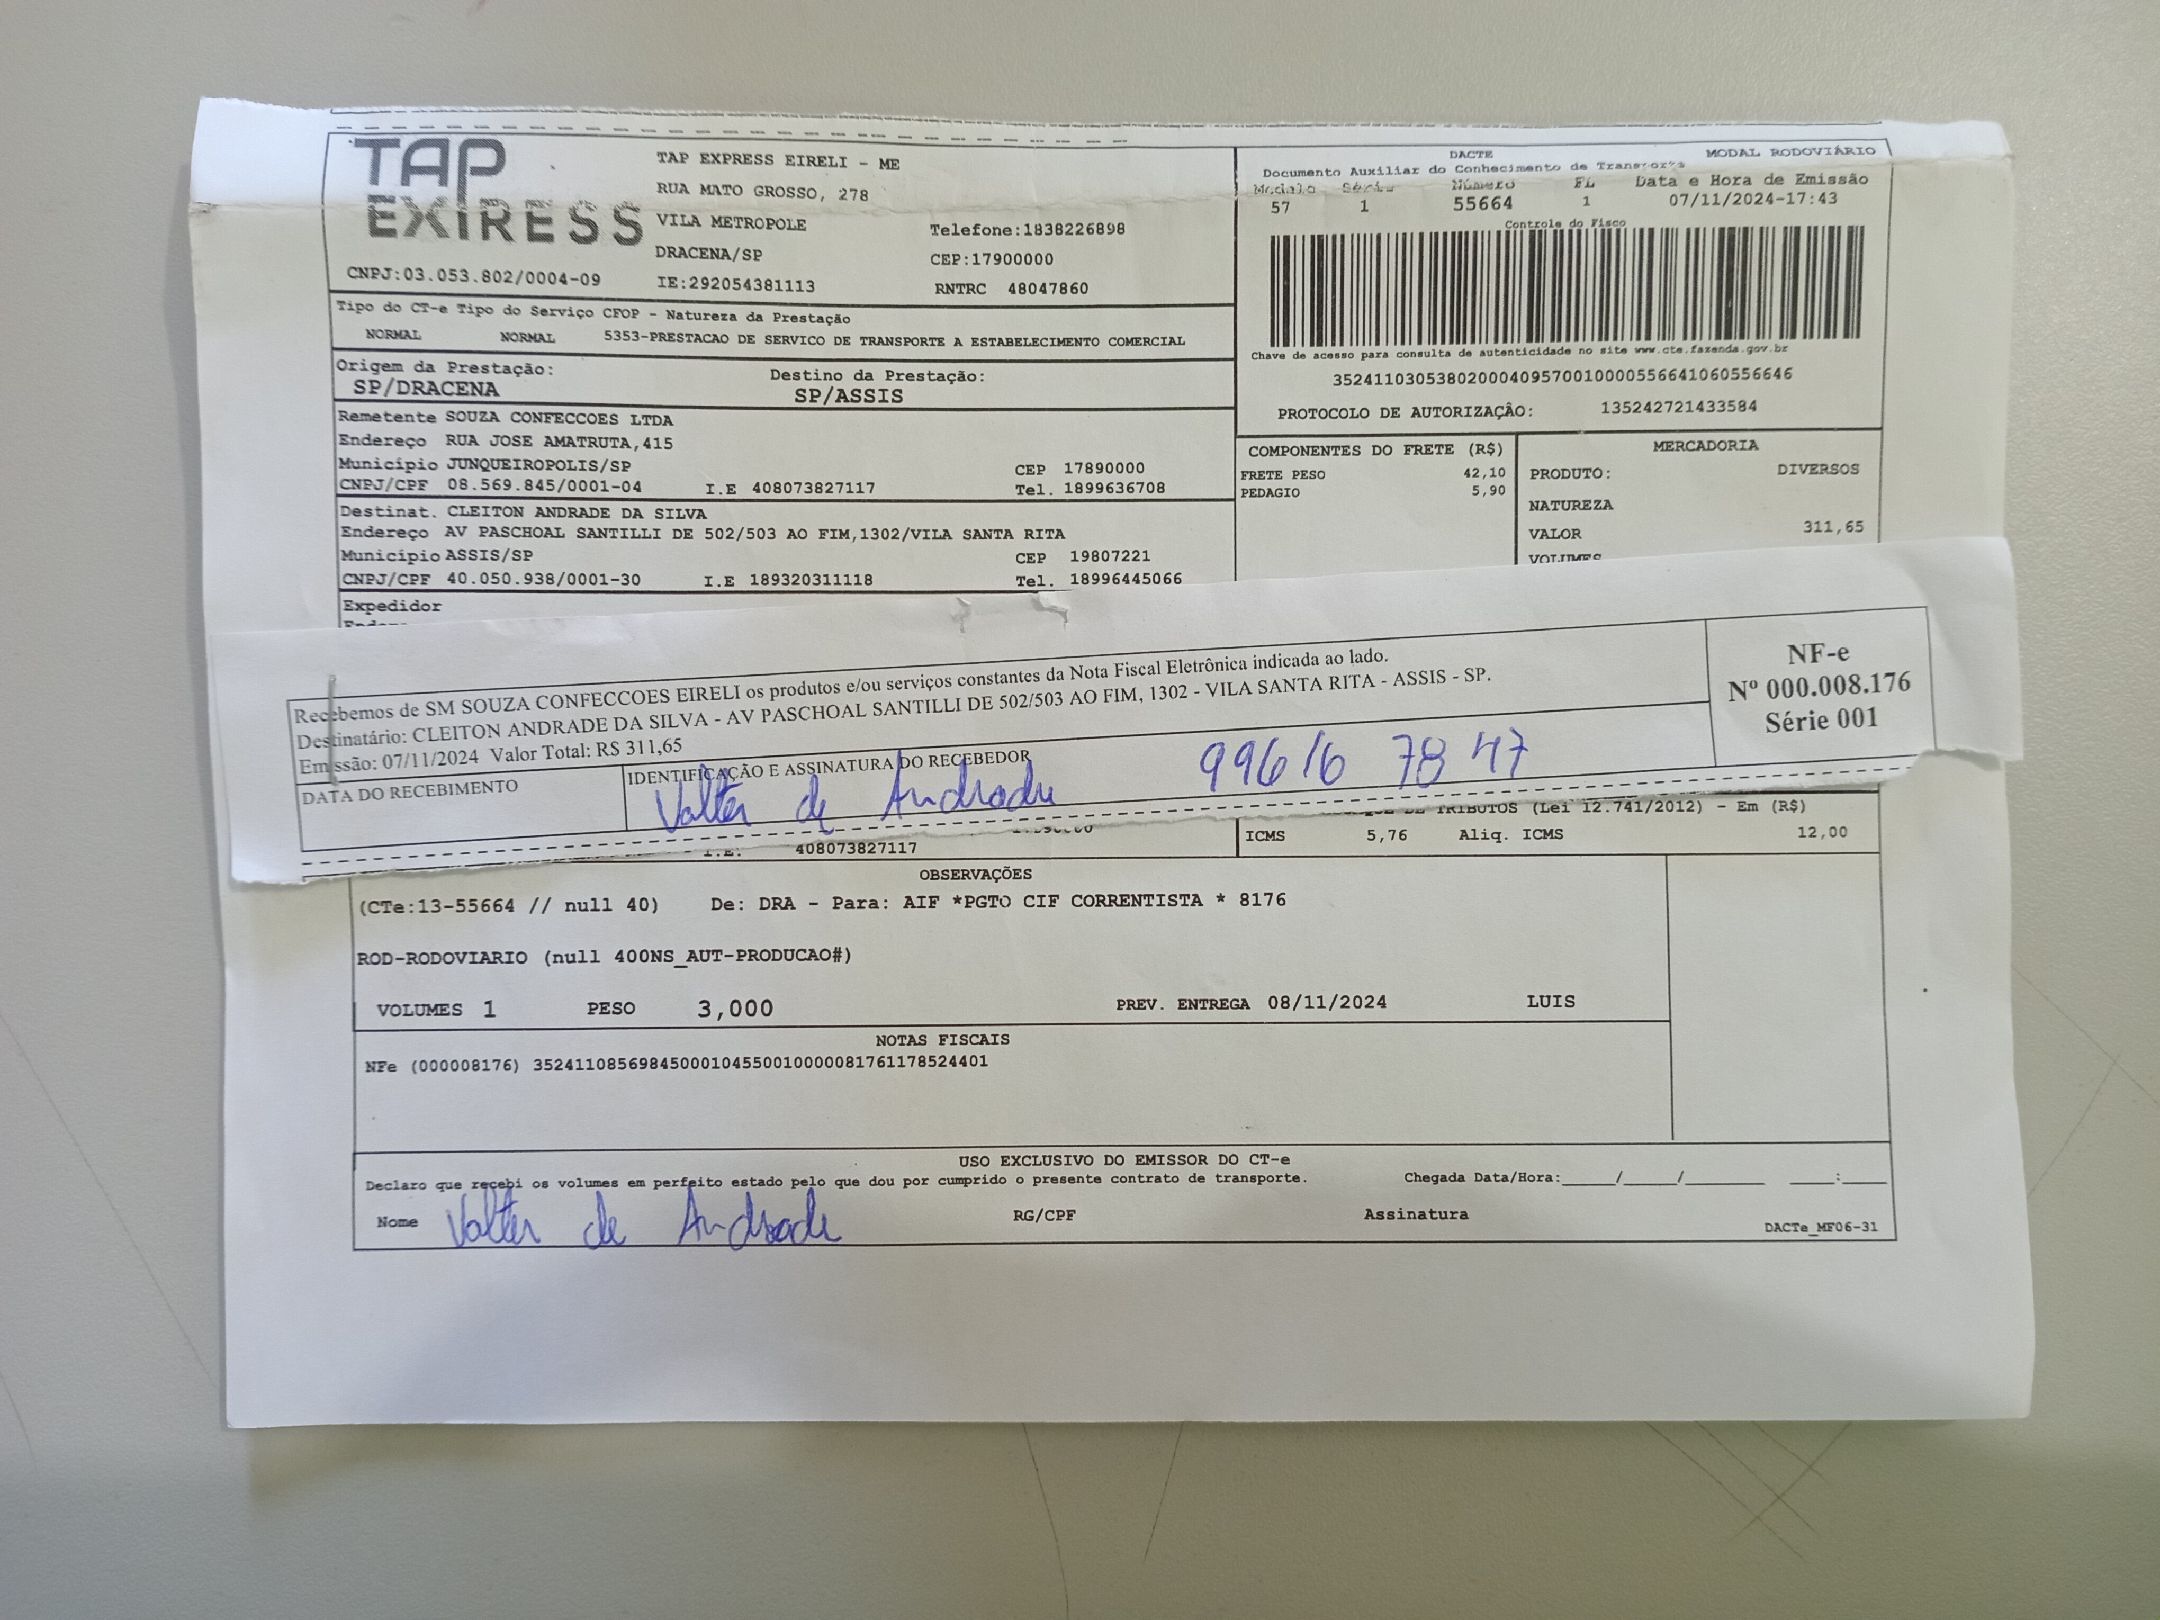 TAP EXPRESS
TAP EXPRESS EIRELI - ME
RUA MATO GROSSO, 278
VILA METROPOLE Telefone:1838226898
DRACENA/SP CEP:17900000
CNPJ:03.053.802/0004-09 IE:292054381113 RNTRC 48047860
DACTE MODAL RODOVIÁRIO
Documento Auxiliar do Conhecimento de Transporte
Modelo Série Número FL Data e Hora de Emissão
57 1 55664 1 07/11/2024-17:43
Controle do Fisco
Chave de acesso para consulta de autenticidade no site www.cte.fazenda.gov.br
35241103053802000409570010000556641060556646
PROTOCOLO DE AUTORIZAÇÃO: 135242721433584
Tipo do CT-e Tipo do Serviço CFOP - Natureza da Prestação
NORMAL NORMAL 5353-PRESTACAO DE SERVICO DE TRANSPORTE A ESTABELECIMENTO COMERCIAL
Origem da Prestação: Destino da Prestação:
SP/DRACENA SP/ASSIS
Remetente SOUZA CONFECCOES LTDA
Endereço RUA JOSE AMATRUTA,415
Município JUNQUEIROPOLIS/SP CEP 17890000
CNPJ/CPF 08.569.845/0001-04 I.E 408073827117 Tel. 1899636708
Destinat. CLEITON ANDRADE DA SILVA
Endereço AV PASCHOAL SANTILLI DE 502/503 AO FIM,1302/VILA SANTA RITA
Município ASSIS/SP CEP 19807221
CNPJ/CPF 40.050.938/0001-30 I.E 189320311118 Tel. 18996445066
Expedidor
COMPONENTES DO FRETE (R$)
FRETE PESO 42,10
PEDAGIO 5,90
MERCADORIA
PRODUTO: DIVERSOS
NATUREZA
VALOR 311,65
VOLUMES
Recebemos de SM SOUZA CONFECCOES EIRELI os produtos e/ou serviços constantes da Nota Fiscal Eletrônica indicada ao lado.
Destinatário: CLEITON ANDRADE DA SILVA - AV PASCHOAL SANTILLI DE 502/503 AO FIM, 1302 - VILA SANTA RITA - ASSIS - SP.
Emissão: 07/11/2024 Valor Total: R$ 311,65
DATA DO RECEBIMENTO IDENTIFICAÇÃO E ASSINATURA DO RECEBEDOR
Valter de Andrade 99616 7847
NF-e
Nº 000.008.176
Série 001
TRIBUTOS (Lei 12.741/2012) - Em (R$)
ICMS 5,76 Aliq. ICMS 12,00
I.E. 408073827117
OBSERVAÇÕES
(CTe:13-55664 // null 40) De: DRA - Para: AIF *PGTO CIF CORRENTISTA * 8176
ROD-RODOVIARIO (null 400NS_AUT-PRODUCAO#)
VOLUMES 1 PESO 3,000 PREV. ENTREGA 08/11/2024 LUIS
NOTAS FISCAIS
NFe (000008176) 35241108569845000104550010000081761178524401
USO EXCLUSIVO DO EMISSOR DO CT-e
Declaro que recebi os volumes em perfeito estado pelo que dou por cumprido o presente contrato de transporte. Chegada Data/Hora:_____/_____/_______ ____:____
Nome Valter de Andrade RG/CPF Assinatura
DACTe_MF06-31